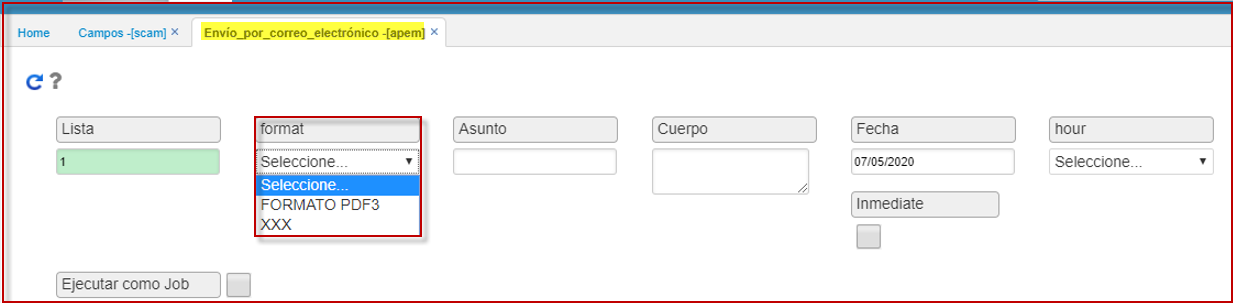 Home Campos -[scam] × Envío_por_correo_electrónico -[apem] ×
?
Lista format Asunto Cuerpo Fecha hour
1 Seleccione... 07/05/2020 Seleccione...
Seleccione...
FORMATO PDF3
XXX
Inmediate
Ejecutar como Job